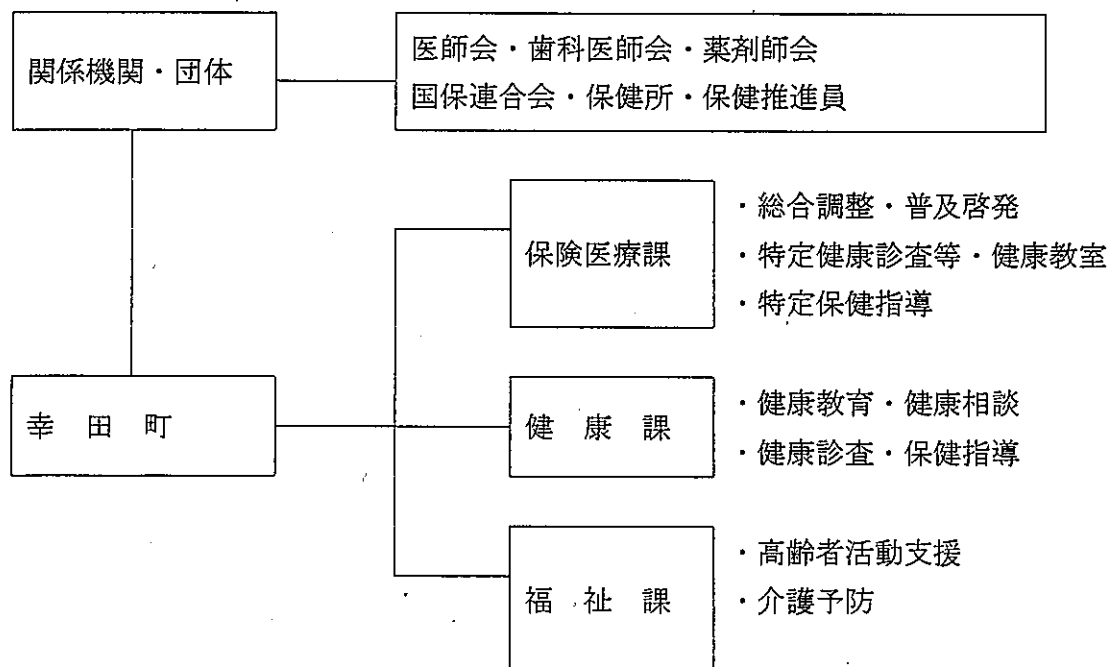 関係機関・団体
医師会・歯科医師会・薬剤師会
国保連合会・保健所・保健推進員
保険医療課
・総合調整・普及啓発
・特定健康診査等・健康教室
・特定保健指導
幸田町
健康課
・健康教育・健康相談
・健康診査・保健指導
福祉課
・高齢者活動支援
・介護予防